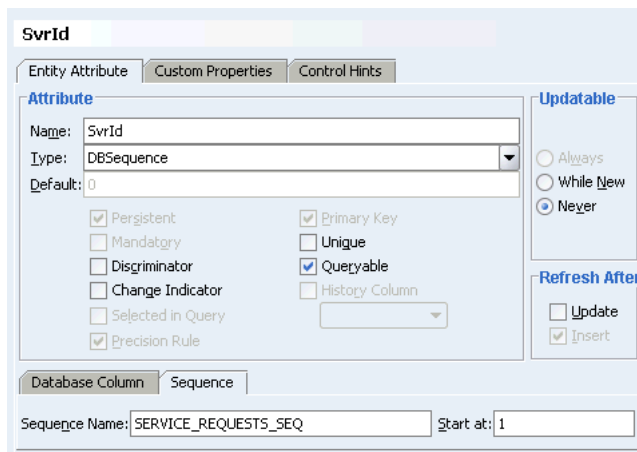 SvrId
Entity Attribute Custom Properties Control Hints
Attribute
Updatable
Name: SvrId
Type: DBSequence
Default: 0
Always
While New
Never
Persistent Primary Key
Mandatory Unique
Discriminator Queryable
Change Indicator History Column
Selected in Query
Precision Rule
Refresh After
Update
Insert
Database Column Sequence
Sequence Name: SERVICE_REQUESTS_SEQ Start at: 1